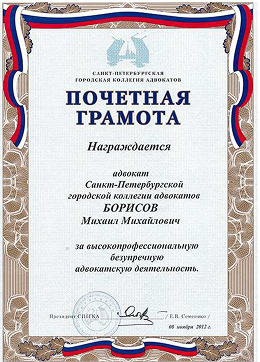 САНКТ-ПЕТЕРБУРГСКАЯ
ГОРОДСКАЯ КОЛЛЕГИЯ АДВОКАТОВ
ПОЧЕТНАЯ
ГРАМОТА
Награждается
адвокат
Санкт-Петербургской
городской коллегии адвокатов
БОРИСОВ
Михаил Михайлович
за высокопрофессиональную
безупречную
адвокатскую деятельность.
Президент СПбГКА / Е.В. Семеняко /
08 ноября 2012 г.